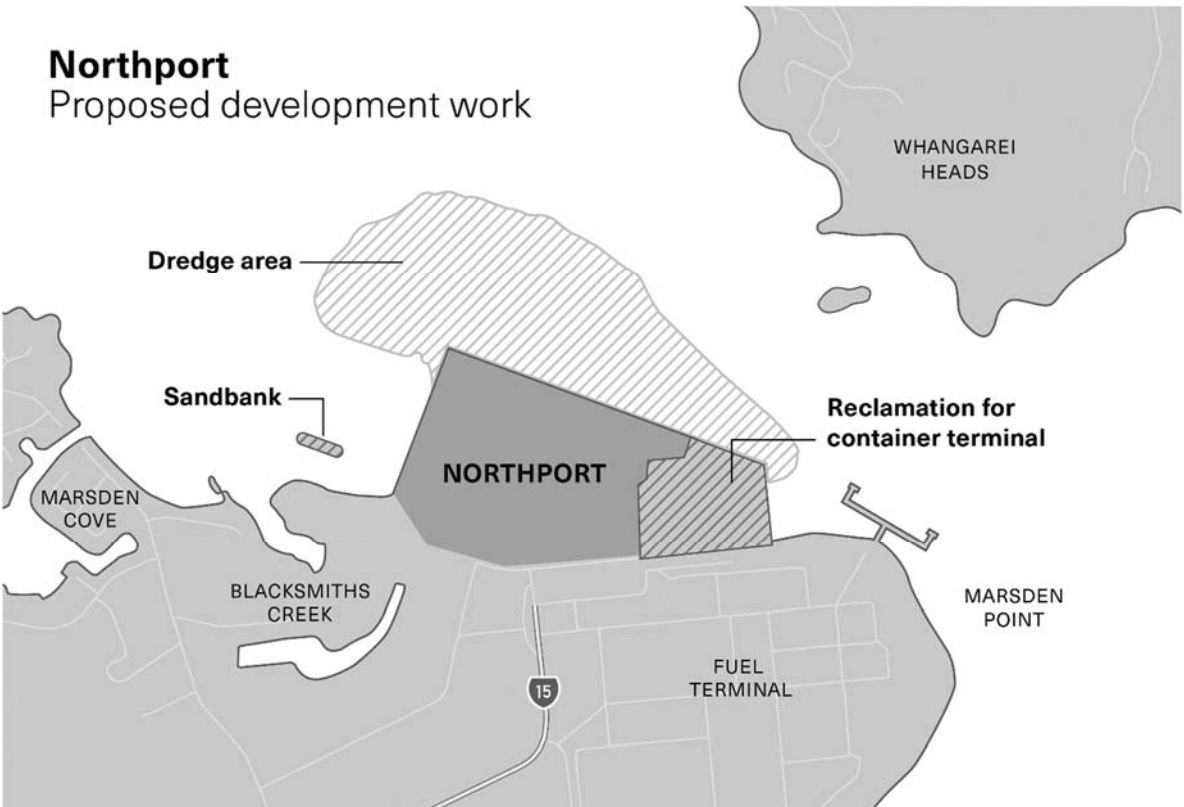 Northport
Proposed development work
WHANGAREI
HEADS
Dredge area
Sandbank
Reclamation for
container terminal
NORTHPORT
MARSDEN
COVE
BLACKSMITHS
CREEK
MARSDEN
POINT
FUEL
TERMINAL
15